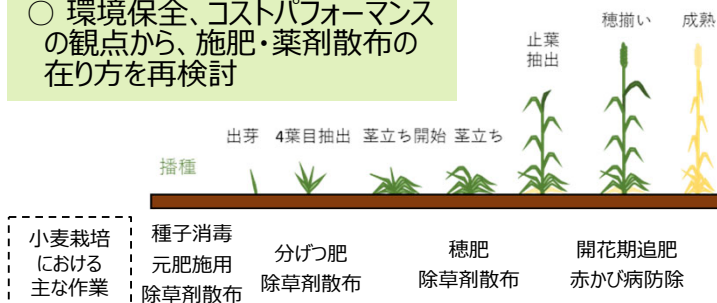 ○ 環境保全、コストパフォーマンス
の観点から、施肥・薬剤散布の
在り方を再検討
播種
出芽
4葉目抽出
茎立ち開始
茎立ち
止葉
抽出
穂揃い
成熟
小麦栽培
における
主な作業
種子消毒
元肥施用
除草剤散布
分げつ肥
除草剤散布
穂肥
除草剤散布
開花期追肥
赤かび病防除